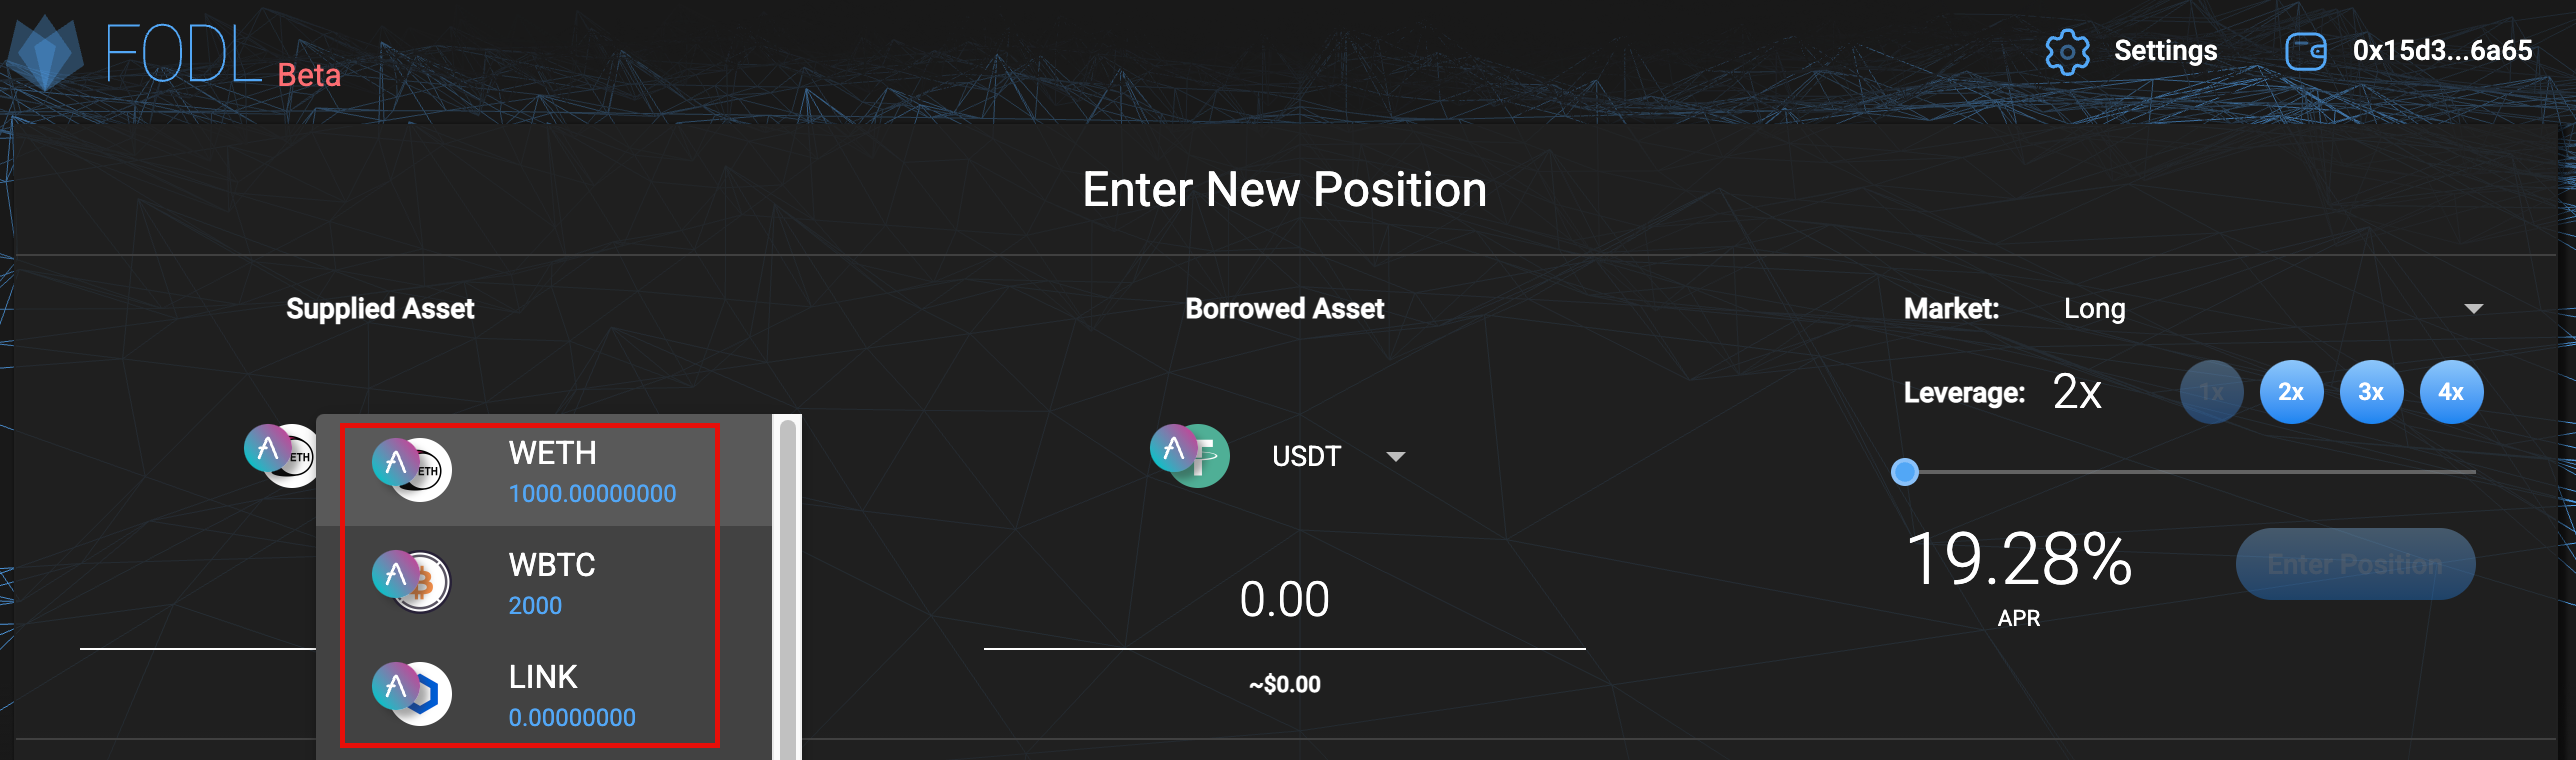 FODL Beta
Settings
0x15d3...6a65
Enter New Position
Supplied Asset
Borrowed Asset
Market: Long
Leverage: 2x
1x
2x
3x
4x
ETH
WETH
1000.00000000
WBTC
2000
LINK
0.00000000
USDT
0.00
~$0.00
19.28%
APR
Enter Position